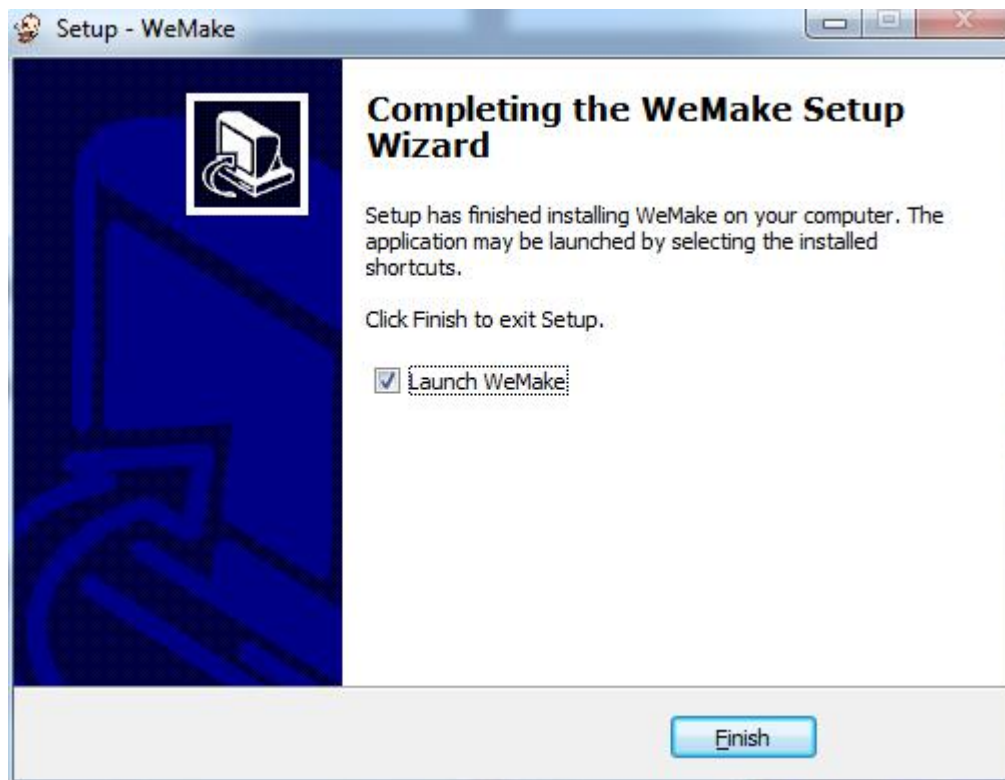 Setup - WeMake
Completing the WeMake Setup
Wizard
Setup has finished installing WeMake on your computer. The
application may be launched by selecting the installed
shortcuts.
Click Finish to exit Setup.
Launch WeMake
Finish